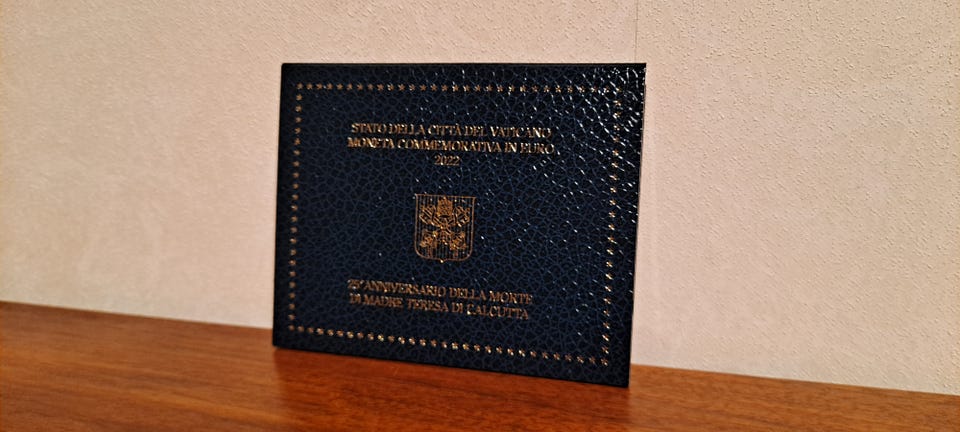 STATO DELLA CITTÀ DEL VATICANO
MONETA COMMEMORATIVA IN EURO
2022
25° ANNIVERSARIO DELLA MORTE
DI MADRE TERESA DI CALCUTTA